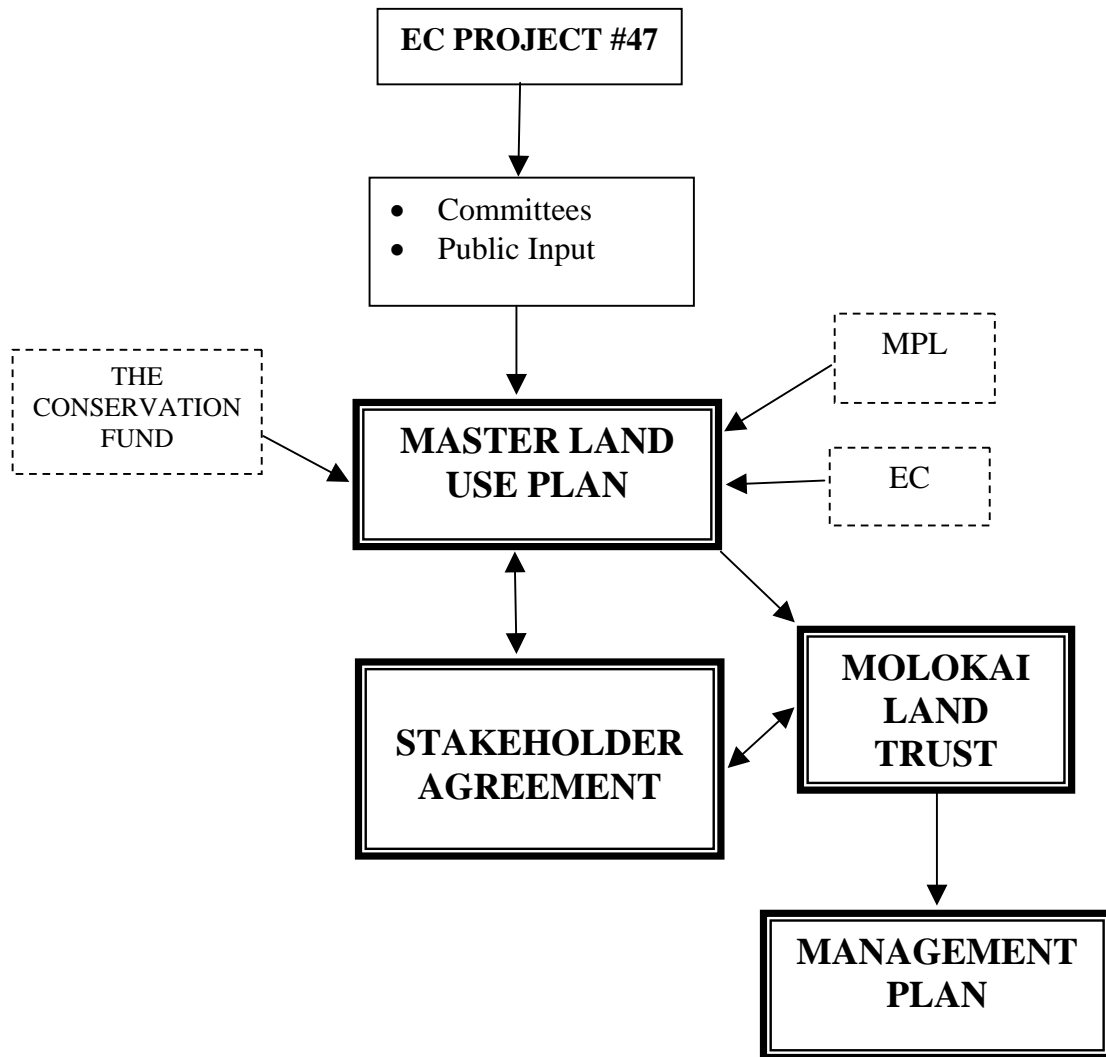 EC PROJECT #47
• Committees
• Public Input
MPL
THE
CONSERVATION
FUND
MASTER LAND
USE PLAN
EC
STAKEHOLDER
AGREEMENT
MOLOKAI
LAND
TRUST
MANAGEMENT
PLAN